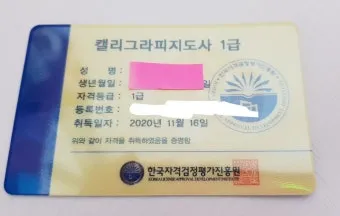 캘리그라피지도사 1급
성 명 :
생년월일 :
자격등급 : 1급
등록번호 :
취득일자 : 2020년 11월 16일
위와 같이 자격을 취득하였음을 증명함
한국자격검정평가진흥원